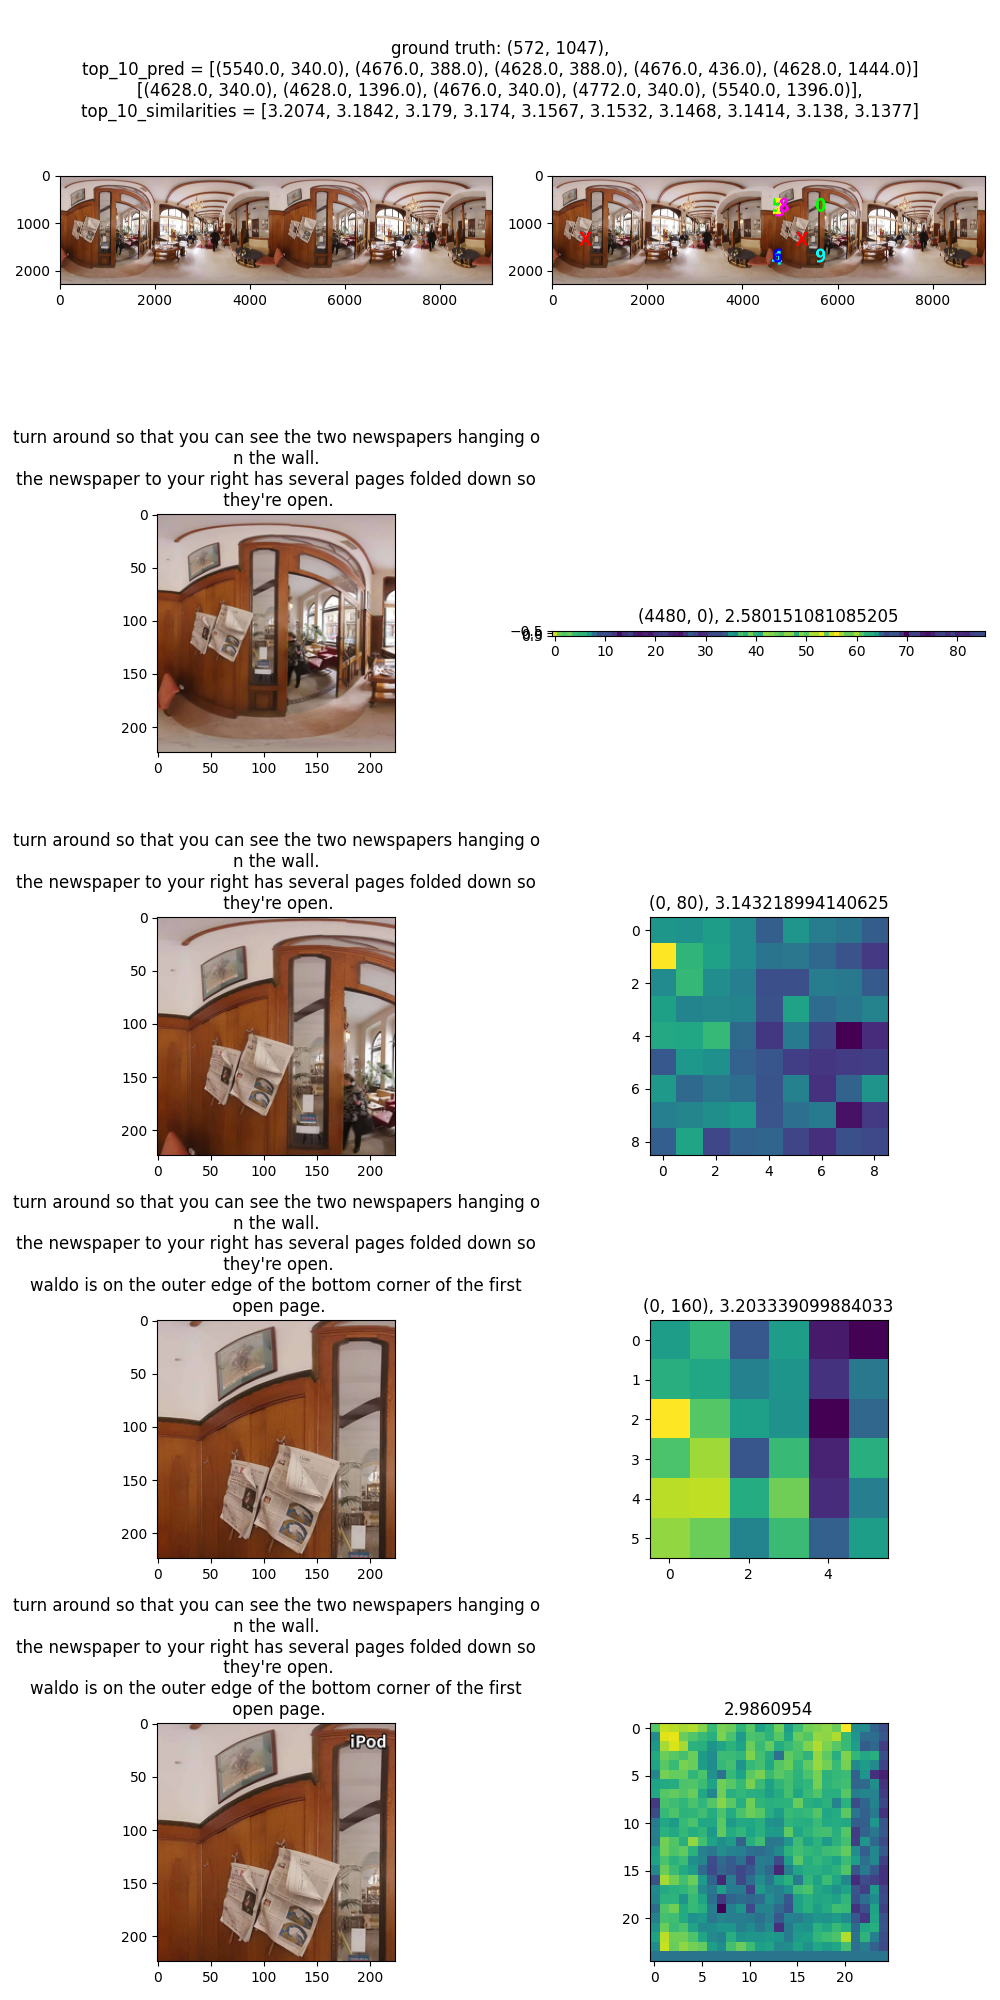 ground truth: (572, 1047),
top_10_pred = [(5540.0, 340.0), (4676.0, 388.0), (4628.0, 388.0), (4676.0, 436.0), (4628.0, 1444.0)]
[(4628.0, 340.0), (4628.0, 1396.0), (4676.0, 340.0), (4772.0, 340.0), (5540.0, 1396.0)],
top_10_similarities = [3.2074, 3.1842, 3.179, 3.174, 3.1567, 3.1532, 3.1468, 3.1414, 3.138, 3.1377]
0
1000
2000
0 2000 4000 6000 8000
X
0
1000
2000
0 2000 4000 6000 8000
X X 8 0 6 9
turn around so that you can see the two newspapers hanging o
n the wall.
the newspaper to your right has several pages folded down so
they're open.
0
50
100
150
200
0 50 100 150 200
(4480, 0), 2.580151081085205
0 10 20 30 40 50 60 70 80
turn around so that you can see the two newspapers hanging o
n the wall.
the newspaper to your right has several pages folded down so
they're open.
0
50
100
150
200
0 50 100 150 200
(0, 80), 3.143218994140625
0
2
4
6
8
0 2 4 6 8
turn around so that you can see the two newspapers hanging o
n the wall.
the newspaper to your right has several pages folded down so
they're open.
waldo is on the outer edge of the bottom corner of the first
open page.
0
50
100
150
200
0 50 100 150 200
(0, 160), 3.203339099884033
0
1
2
3
4
5
0 2 4
turn around so that you can see the two newspapers hanging o
n the wall.
the newspaper to your right has several pages folded down so
they're open.
waldo is on the outer edge of the bottom corner of the first
open page.
iPod
0
50
100
150
200
0 50 100 150 200
2.9860954
0
5
10
15
20
0 5 10 15 20